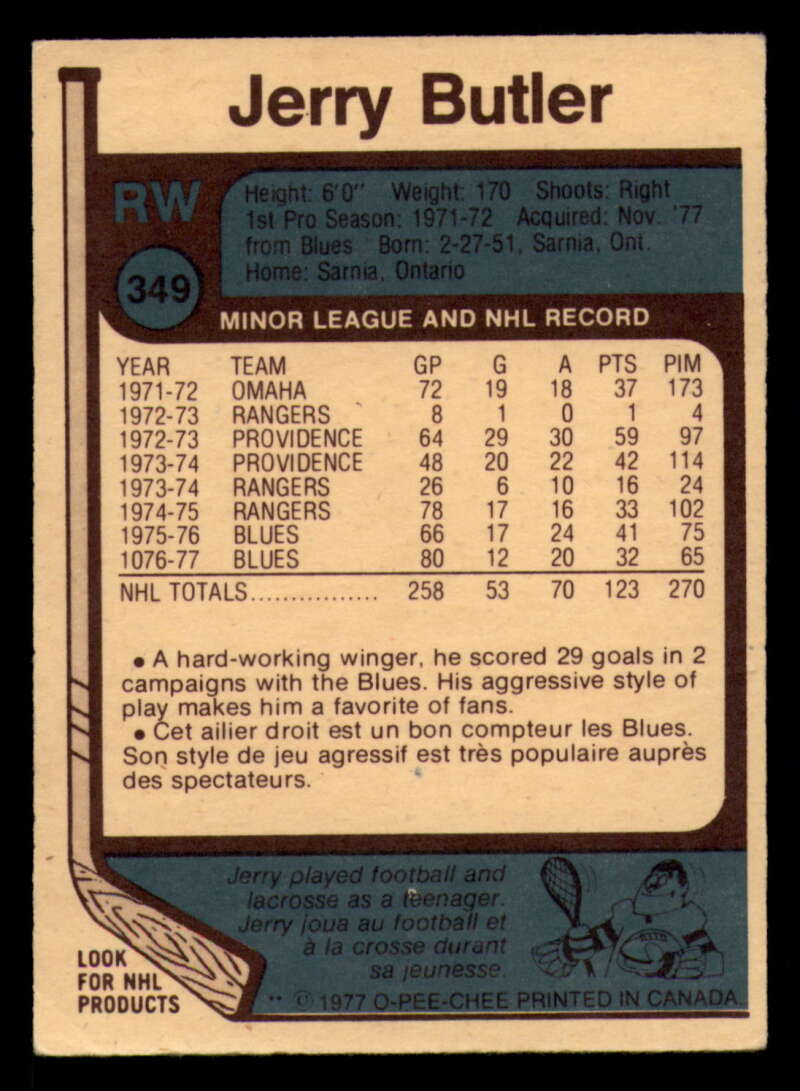 Jerry Butler
RW
349
Height: 6'0" Weight: 170 Shoots: Right
1st Pro Season: 1971-72 Acquired: Nov. '77
from Blues Born: 2-27-51, Sarnia, Ont.
Home: Sarnia, Ontario
MINOR LEAGUE AND NHL RECORD
YEAR TEAM GP G A PTS PIM
1971-72 OMAHA 72 19 18 37 173
1972-73 RANGERS 8 1 0 1 4
1972-73 PROVIDENCE 64 29 30 59 97
1973-74 PROVIDENCE 48 20 22 42 114
1973-74 RANGERS 26 6 10 16 24
1974-75 RANGERS 78 17 16 33 102
1975-76 BLUES 66 17 24 41 75
1076-77 BLUES 80 12 20 32 65
NHL TOTALS................ 258 53 70 123 270
• A hard-working winger, he scored 29 goals in 2
campaigns with the Blues. His aggressive style of
play makes him a favorite of fans.
• Cet ailier droit est un bon compteur les Blues.
Son style de jeu agressif est très populaire auprès
des spectateurs.
Jerry played football and
lacrosse as a teenager.
Jerry joua au football et
à la crosse durant
sa jeunesse.
LOOK
FOR NHL
PRODUCTS
** © 1977 O-PEE-CHEE PRINTED IN CANADA